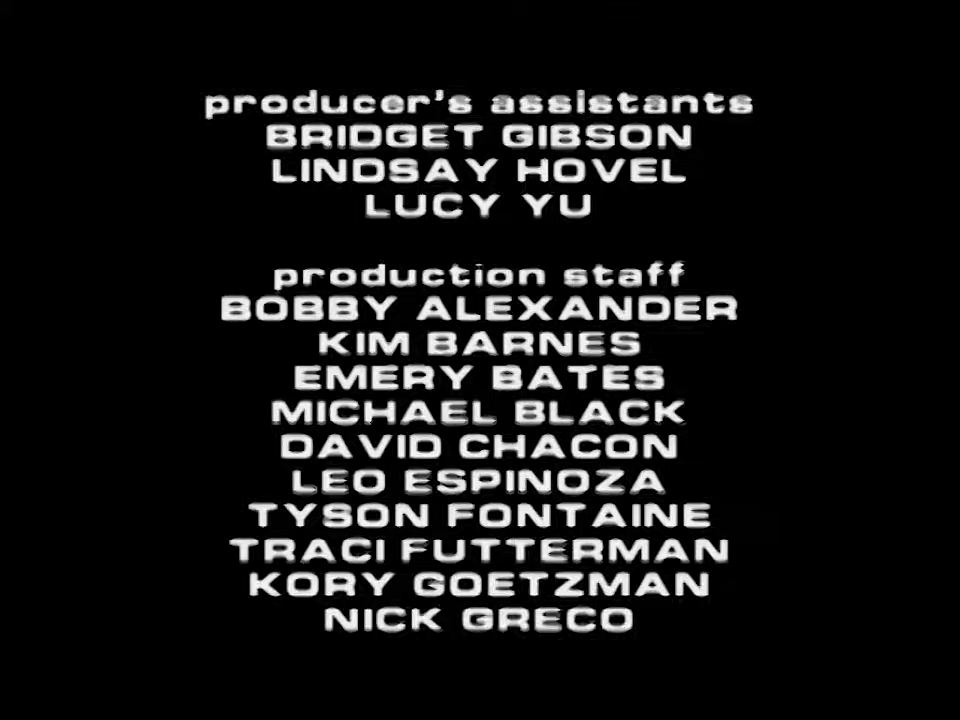 producer's assistants
BRIDGET GIBSON
LINDSAY HOVEL
LUCY YU
production staff
BOBBY ALEXANDER
KIM BARNES
EMERY BATES
MICHAEL BLACK
DAVID CHACON
LEO ESPINOZA
TYSON FONTAINE
TRACI FUTTERMAN
KORY GOETZMAN
NICK GRECO